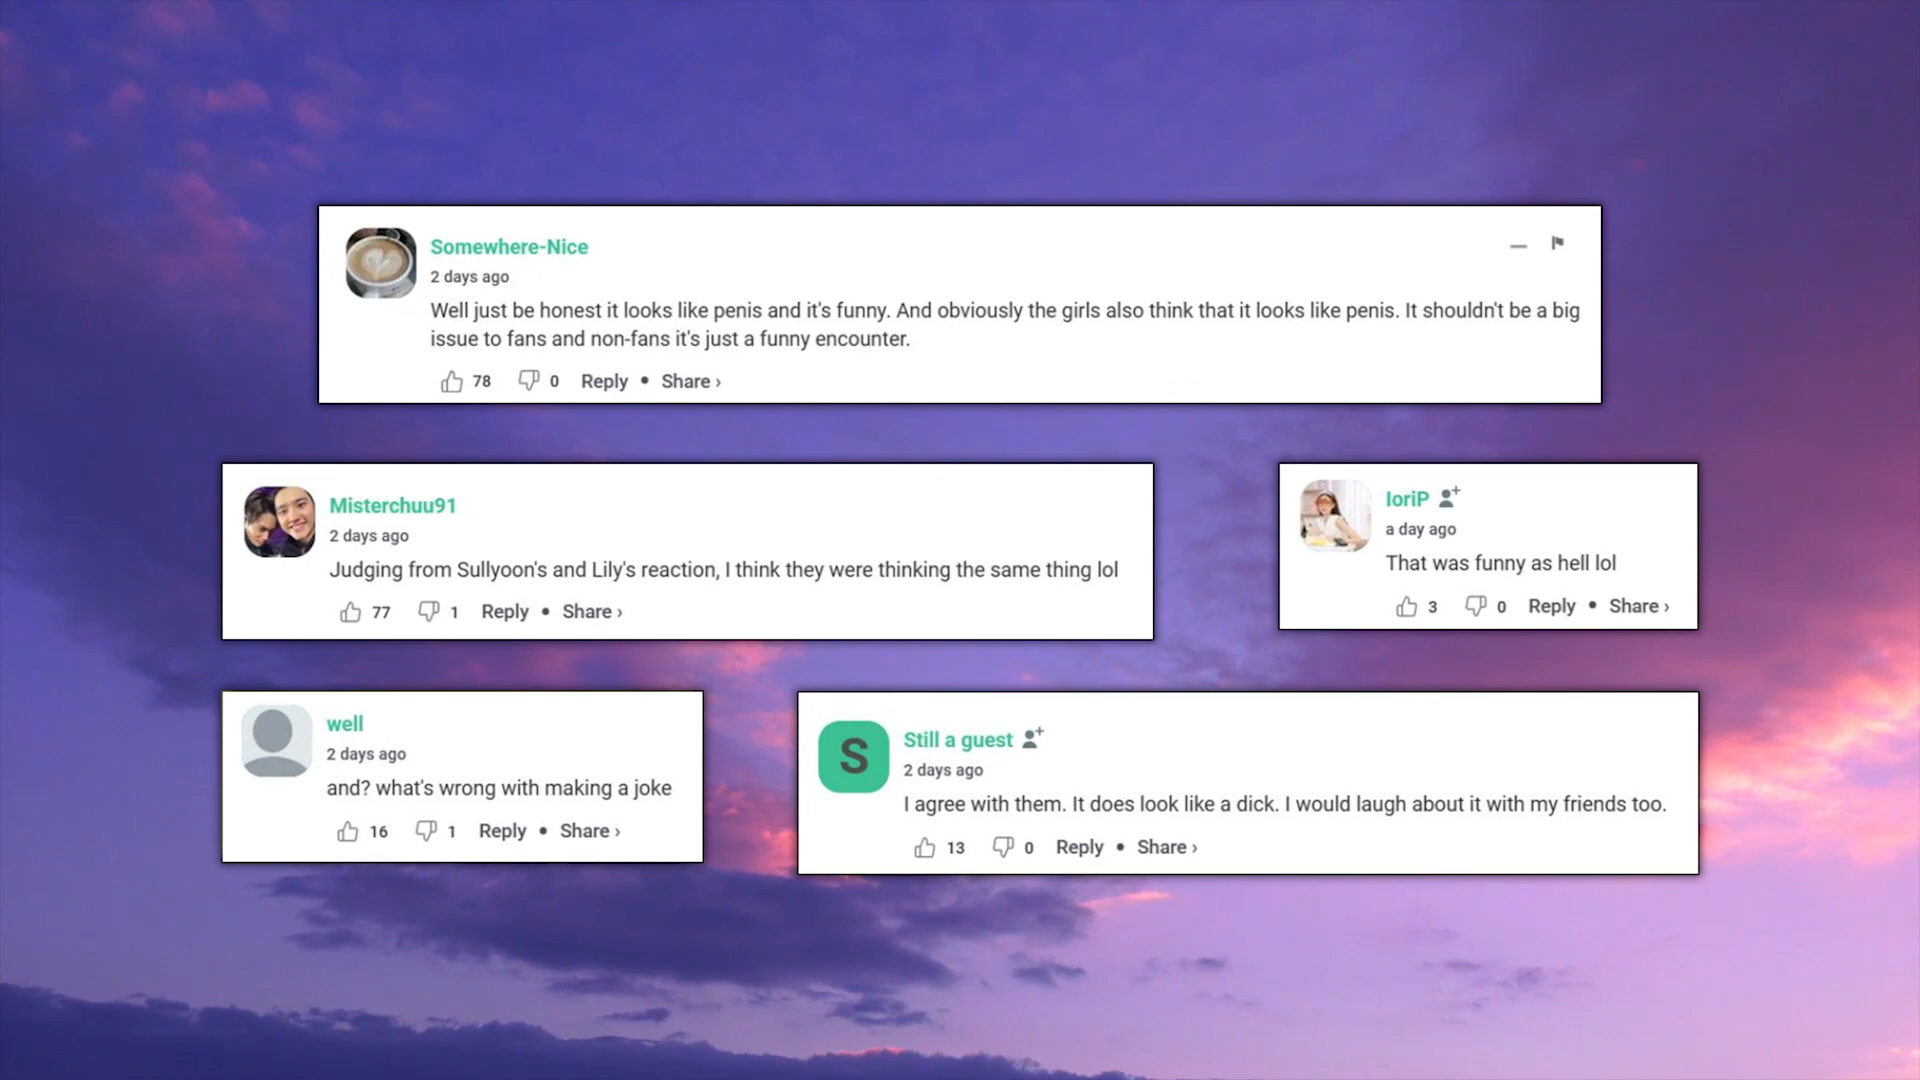 Somewhere-Nice
2 days ago
Well just be honest it looks like penis and it's funny. And obviously the girls also think that it looks like penis. It shouldn't be a big
issue to fans and non-fans it's just a funny encounter.
78 0 Reply • Share ›
Misterchuu91
2 days ago
Judging from Sullyoon's and Lily's reaction, I think they were thinking the same thing lol
77 1 Reply • Share ›
IoriP
a day ago
That was funny as hell lol
3 0 Reply • Share ›
well
2 days ago
and? what's wrong with making a joke
16 1 Reply • Share ›
S
Still a guest
2 days ago
I agree with them. It does look like a dick. I would laugh about it with my friends too.
13 0 Reply • Share ›